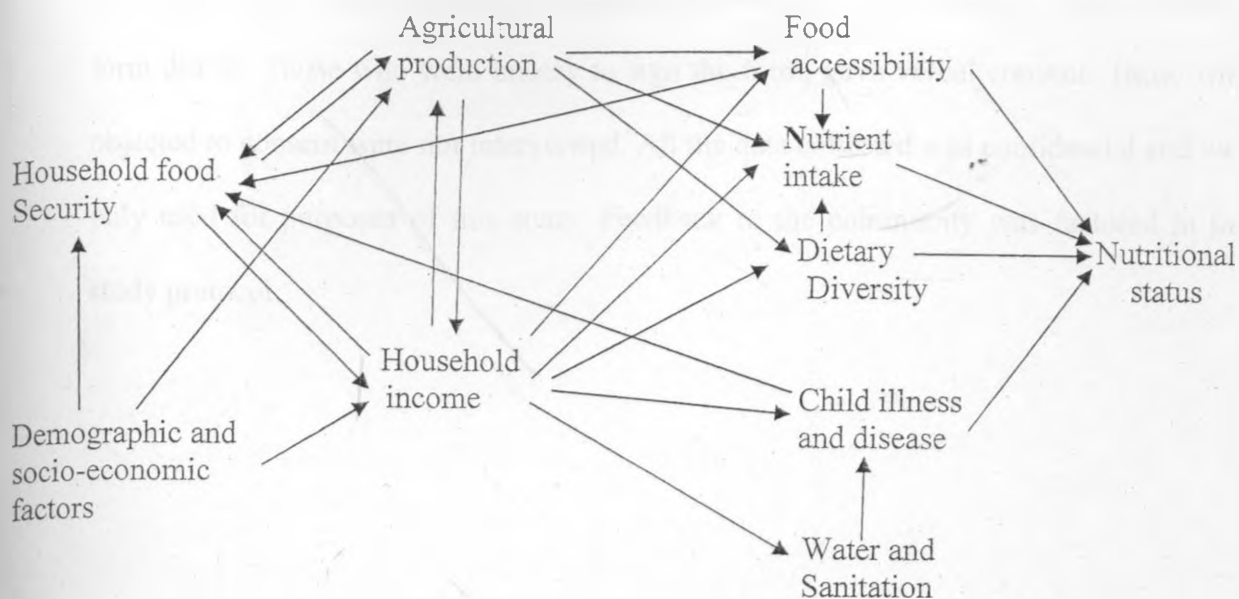 Agricultural
production
Food
accessibility
Nutrient
intake
Household food
Security
Dietary
Diversity
Nutritional
status
Household
income
Child illness
and disease
Demographic and
socio-economic
factors
Water and
Sanitation